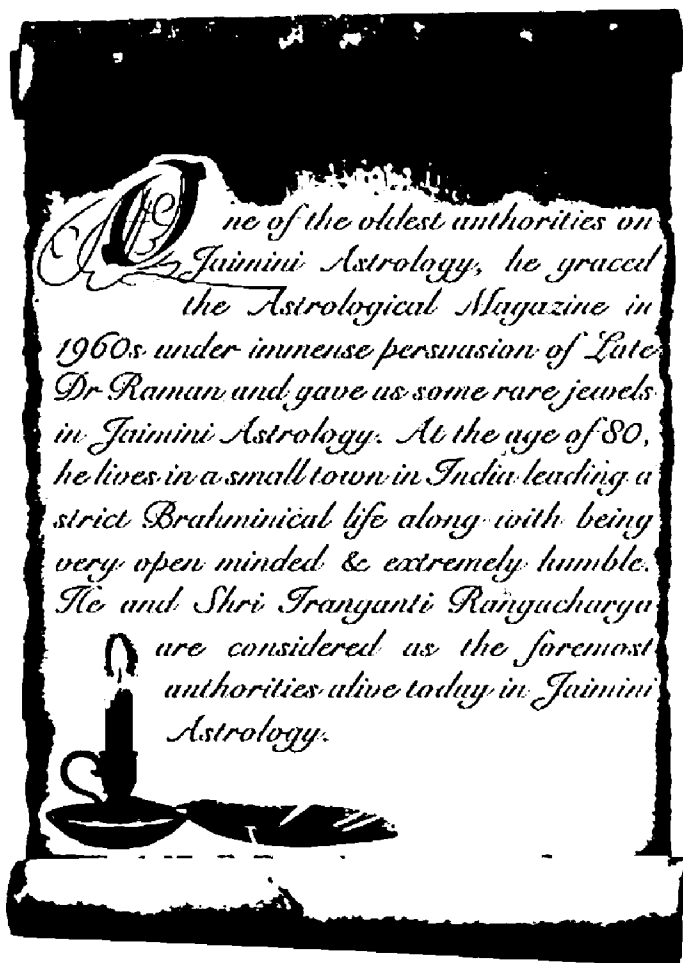 One of the oldest authorities on
Jaimini Astrology, he graced
the Astrological Magazine in
1960s under immense persuasion of Late
Dr Raman and gave us some rare jewels
in Jaimini Astrology. At the age of 80,
he lives in a small town in India leading a
strict Brahminical life along with being
very open minded & extremely humble.
He and Shri Iranganti Rangacharya
are considered as the foremost
authorities alive today in Jaimini
Astrology.